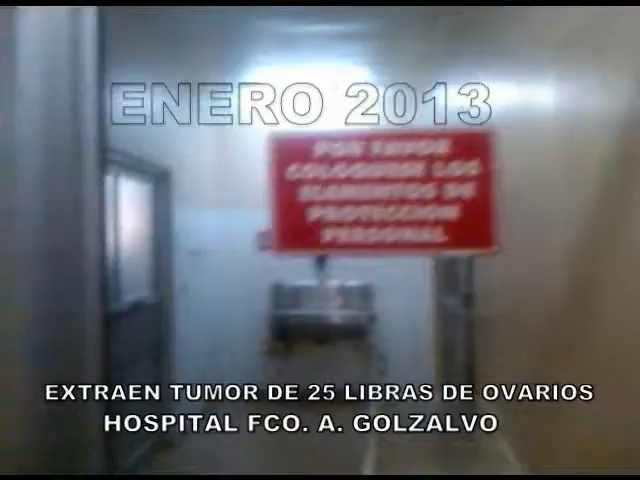 ENERO 2013
POR FAVOR
COLOQUESE LOS
ELEMENTOS DE
PROTECCION
PERSONAL
EXTRAEN TUMOR DE 25 LIBRAS DE OVARIOS
HOSPITAL FCO. A. GOLZALVO